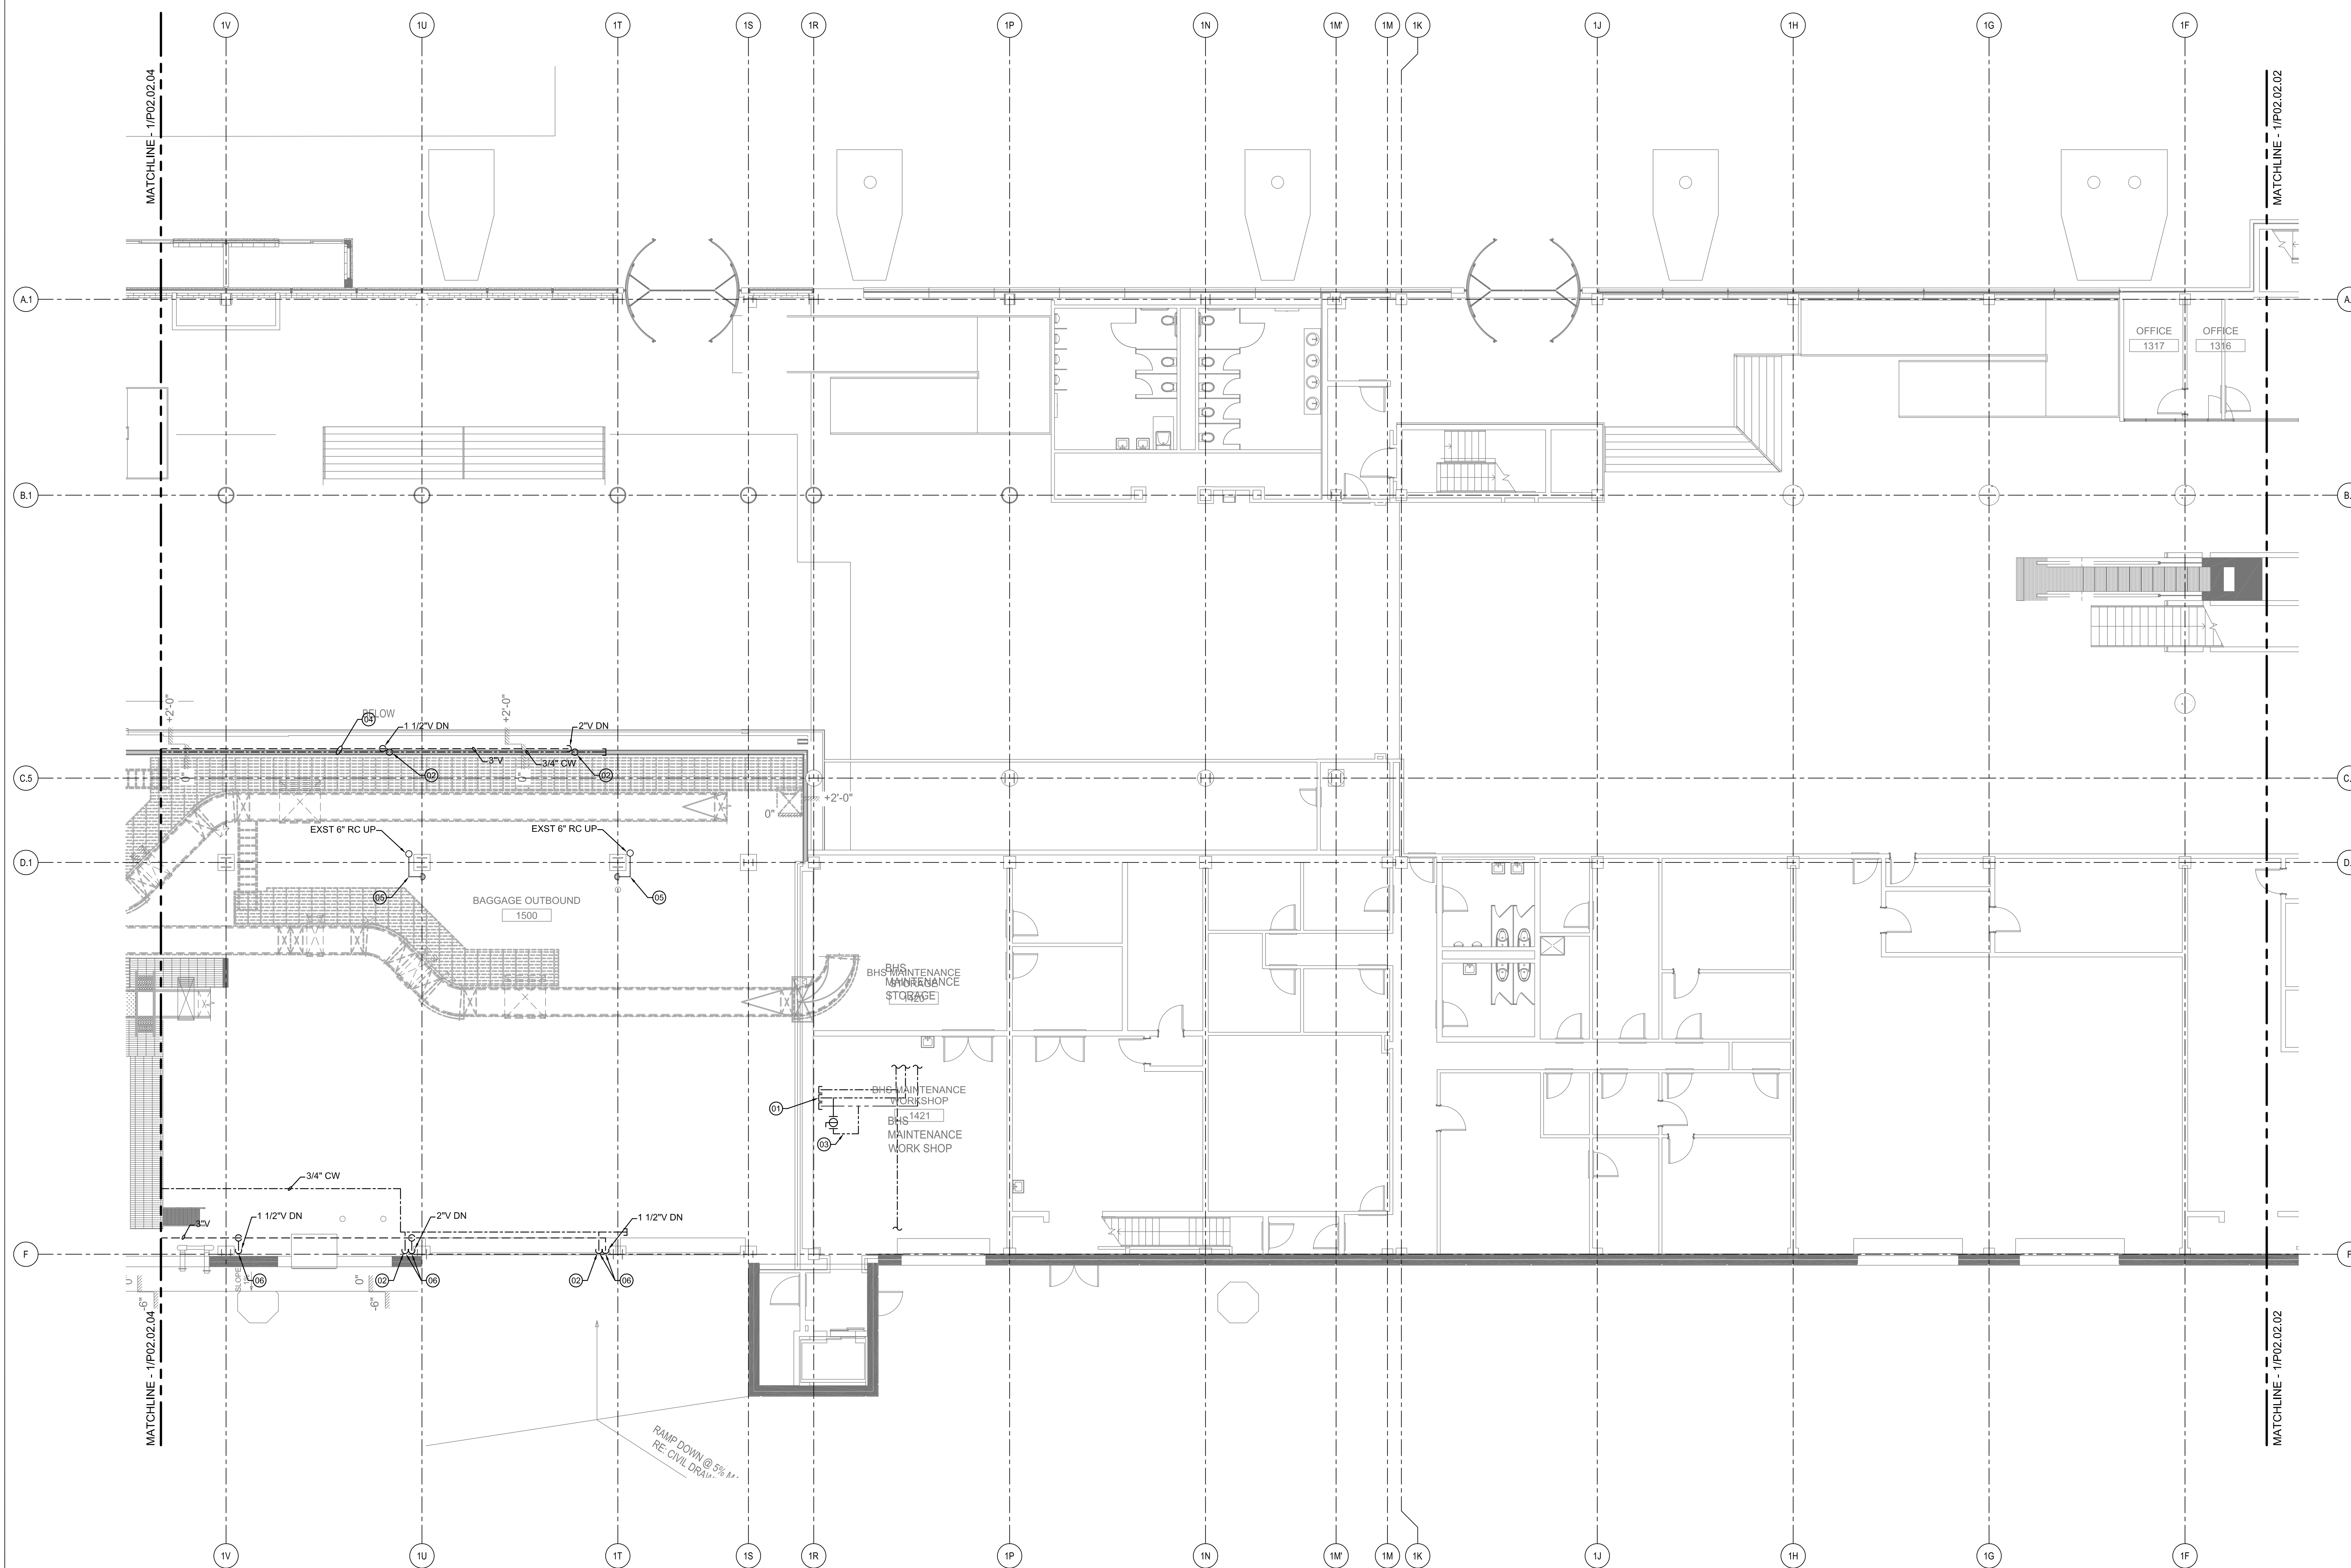 1V
1U
1T
1S
1R
1P
1N
1M'
1M
1K
1J
1H
1G
1F
MATCHLINE - 1/P02.02.04
MATCHLINE - 1/P02.02.02
A.1
OFFICE
1317
OFFICE
1316
B.1
+2'-0"
BELOW
04
1 1/2"V DN
+2'-0"
2"V DN
3"V
3/4" CW
0"
02
0"
02
C.5
+2'-0"
0"
EXST 6" RC UP
EXST 6" RC UP
D.1
05
05
BAGGAGE OUTBOUND
1500
BHS MAINTENANCE
STORAGE
1420
BHS
MAINTENANCE
STORAGE
01
BHS MAINTENANCE
WORKSHOP
1421
03
BHS
MAINTENANCE
WORK SHOP
3/4" CW
3"V
1 1/2"V DN
2"V DN
1 1/2"V DN
F
06
02
06
02
06
SLOPE
-6"
0"
-6"
MATCHLINE - 1/P02.02.04
MATCHLINE - 1/P02.02.02
RAMP DOWN @ 5%
RE: CIVIL
1V
1U
1T
1S
1R
1P
1N
1M'
1M
1K
1J
1H
1G
1F